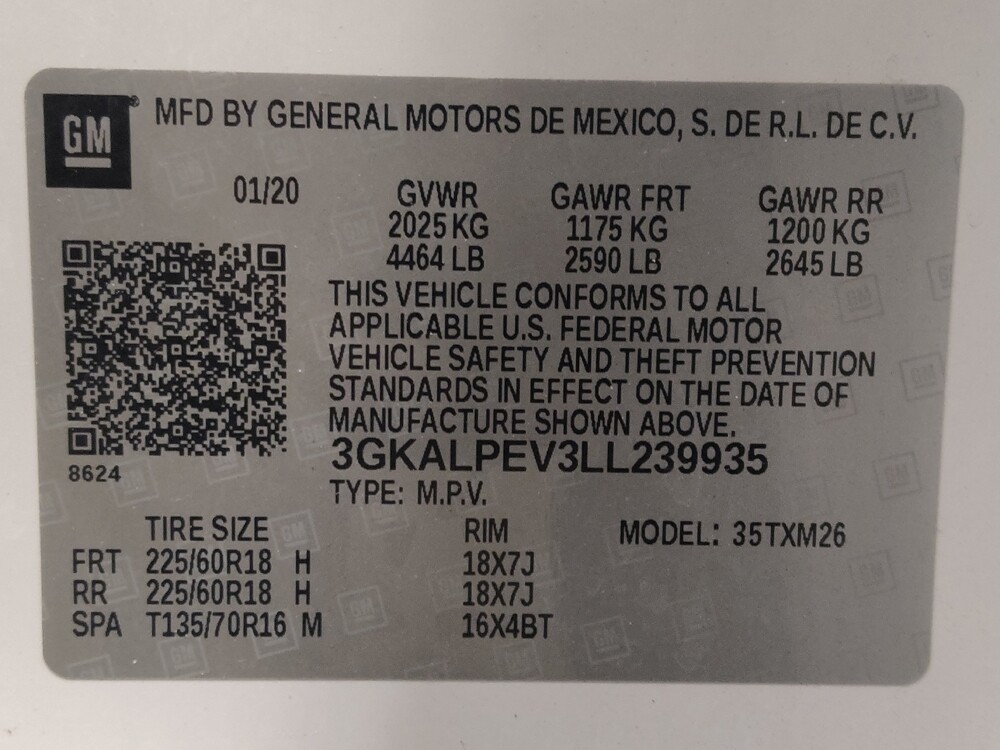 GM
MFD BY GENERAL MOTORS DE MEXICO, S. DE R.L. DE C.V.
01/20 GVWR GAWR FRT GAWR RR
2025 KG 1175 KG 1200 KG
4464 LB 2590 LB 2645 LB
THIS VEHICLE CONFORMS TO ALL
APPLICABLE U.S. FEDERAL MOTOR
VEHICLE SAFETY AND THEFT PREVENTION
STANDARDS IN EFFECT ON THE DATE OF
MANUFACTURE SHOWN ABOVE.
3GKALPEV3LL239935
8624
TYPE: M.P.V.
TIRE SIZE RIM MODEL: 35TXM26
FRT 225/60R18 H 18X7J
RR 225/60R18 H 18X7J
SPA T135/70R16 M 16X4BT